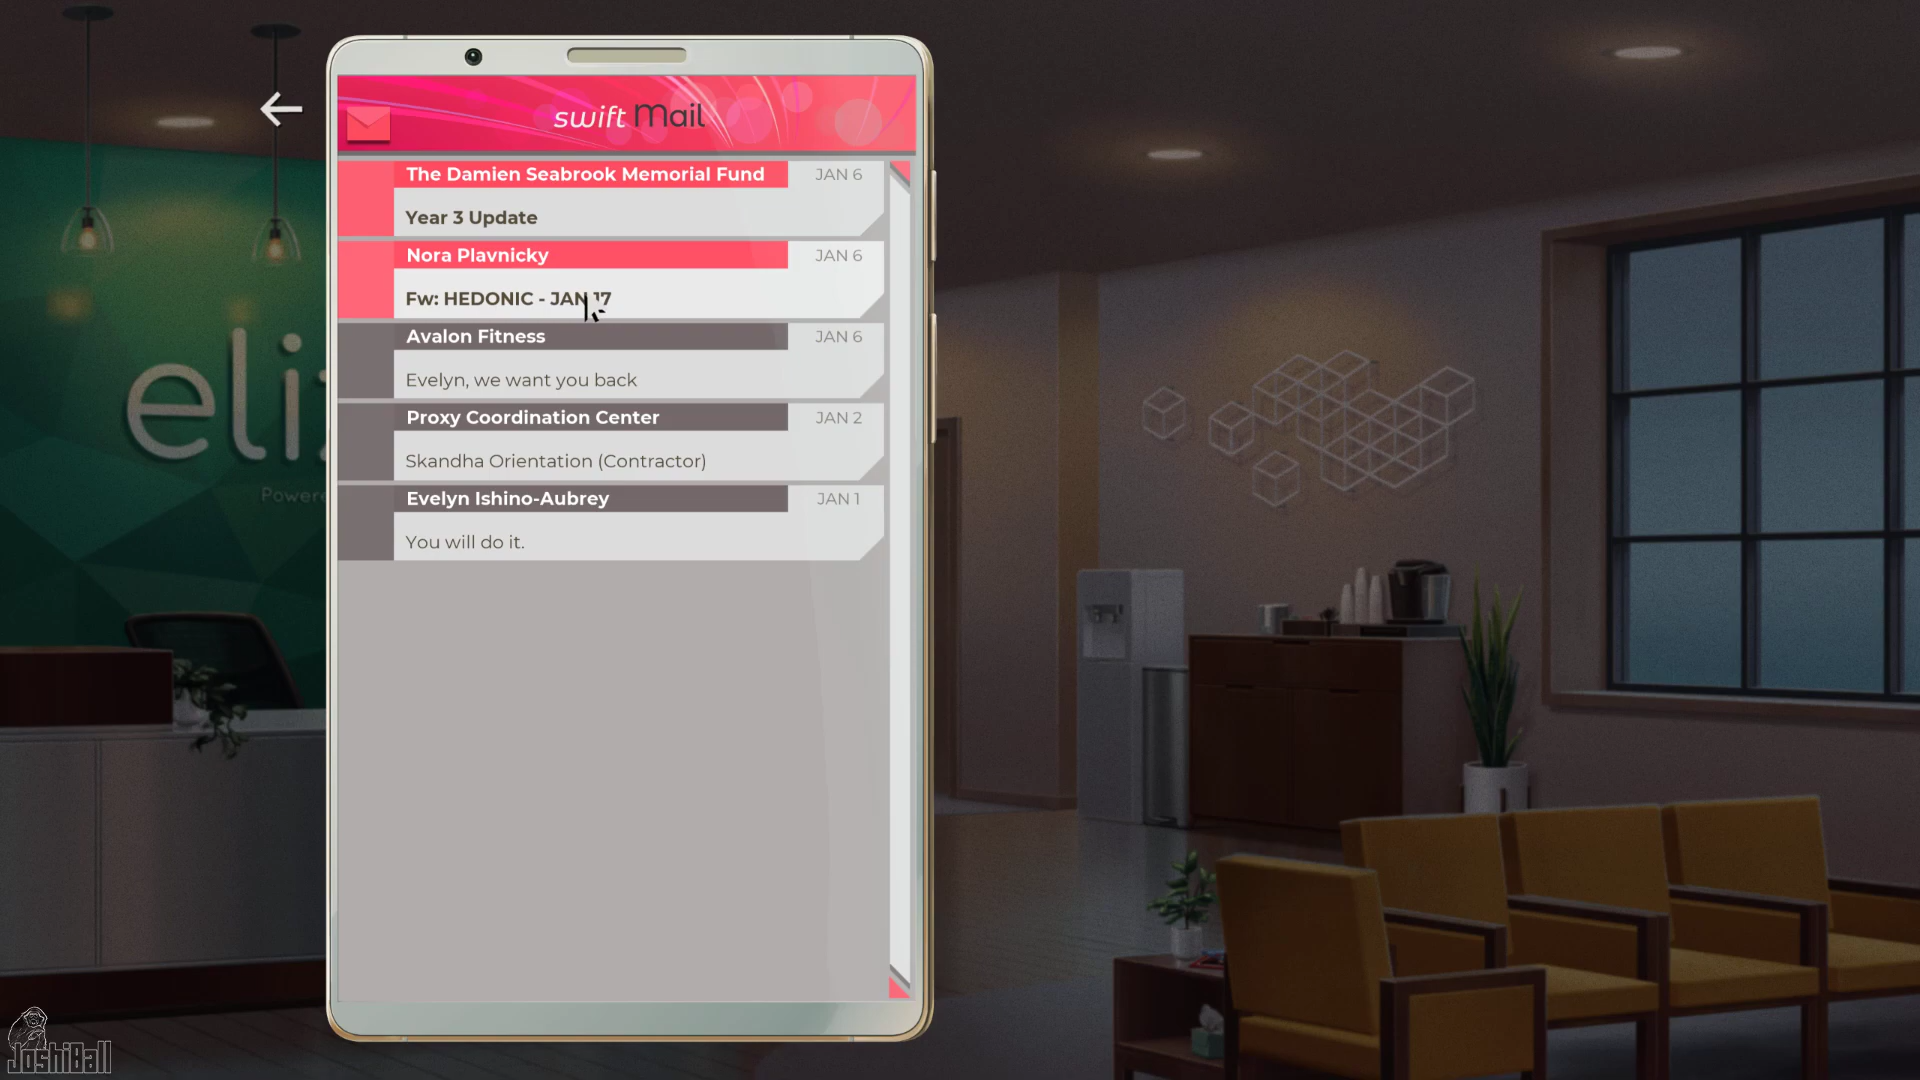 swift Mail
The Damien Seabrook Memorial Fund JAN 6
Year 3 Update
Nora Plavnicky JAN 6
Fw: HEDONIC - JAN 17
Avalon Fitness JAN 6
Evelyn, we want you back
Proxy Coordination Center JAN 2
Skandha Orientation (Contractor)
Evelyn Ishino-Aubrey JAN 1
You will do it.
eli
Powere
JoshiBall